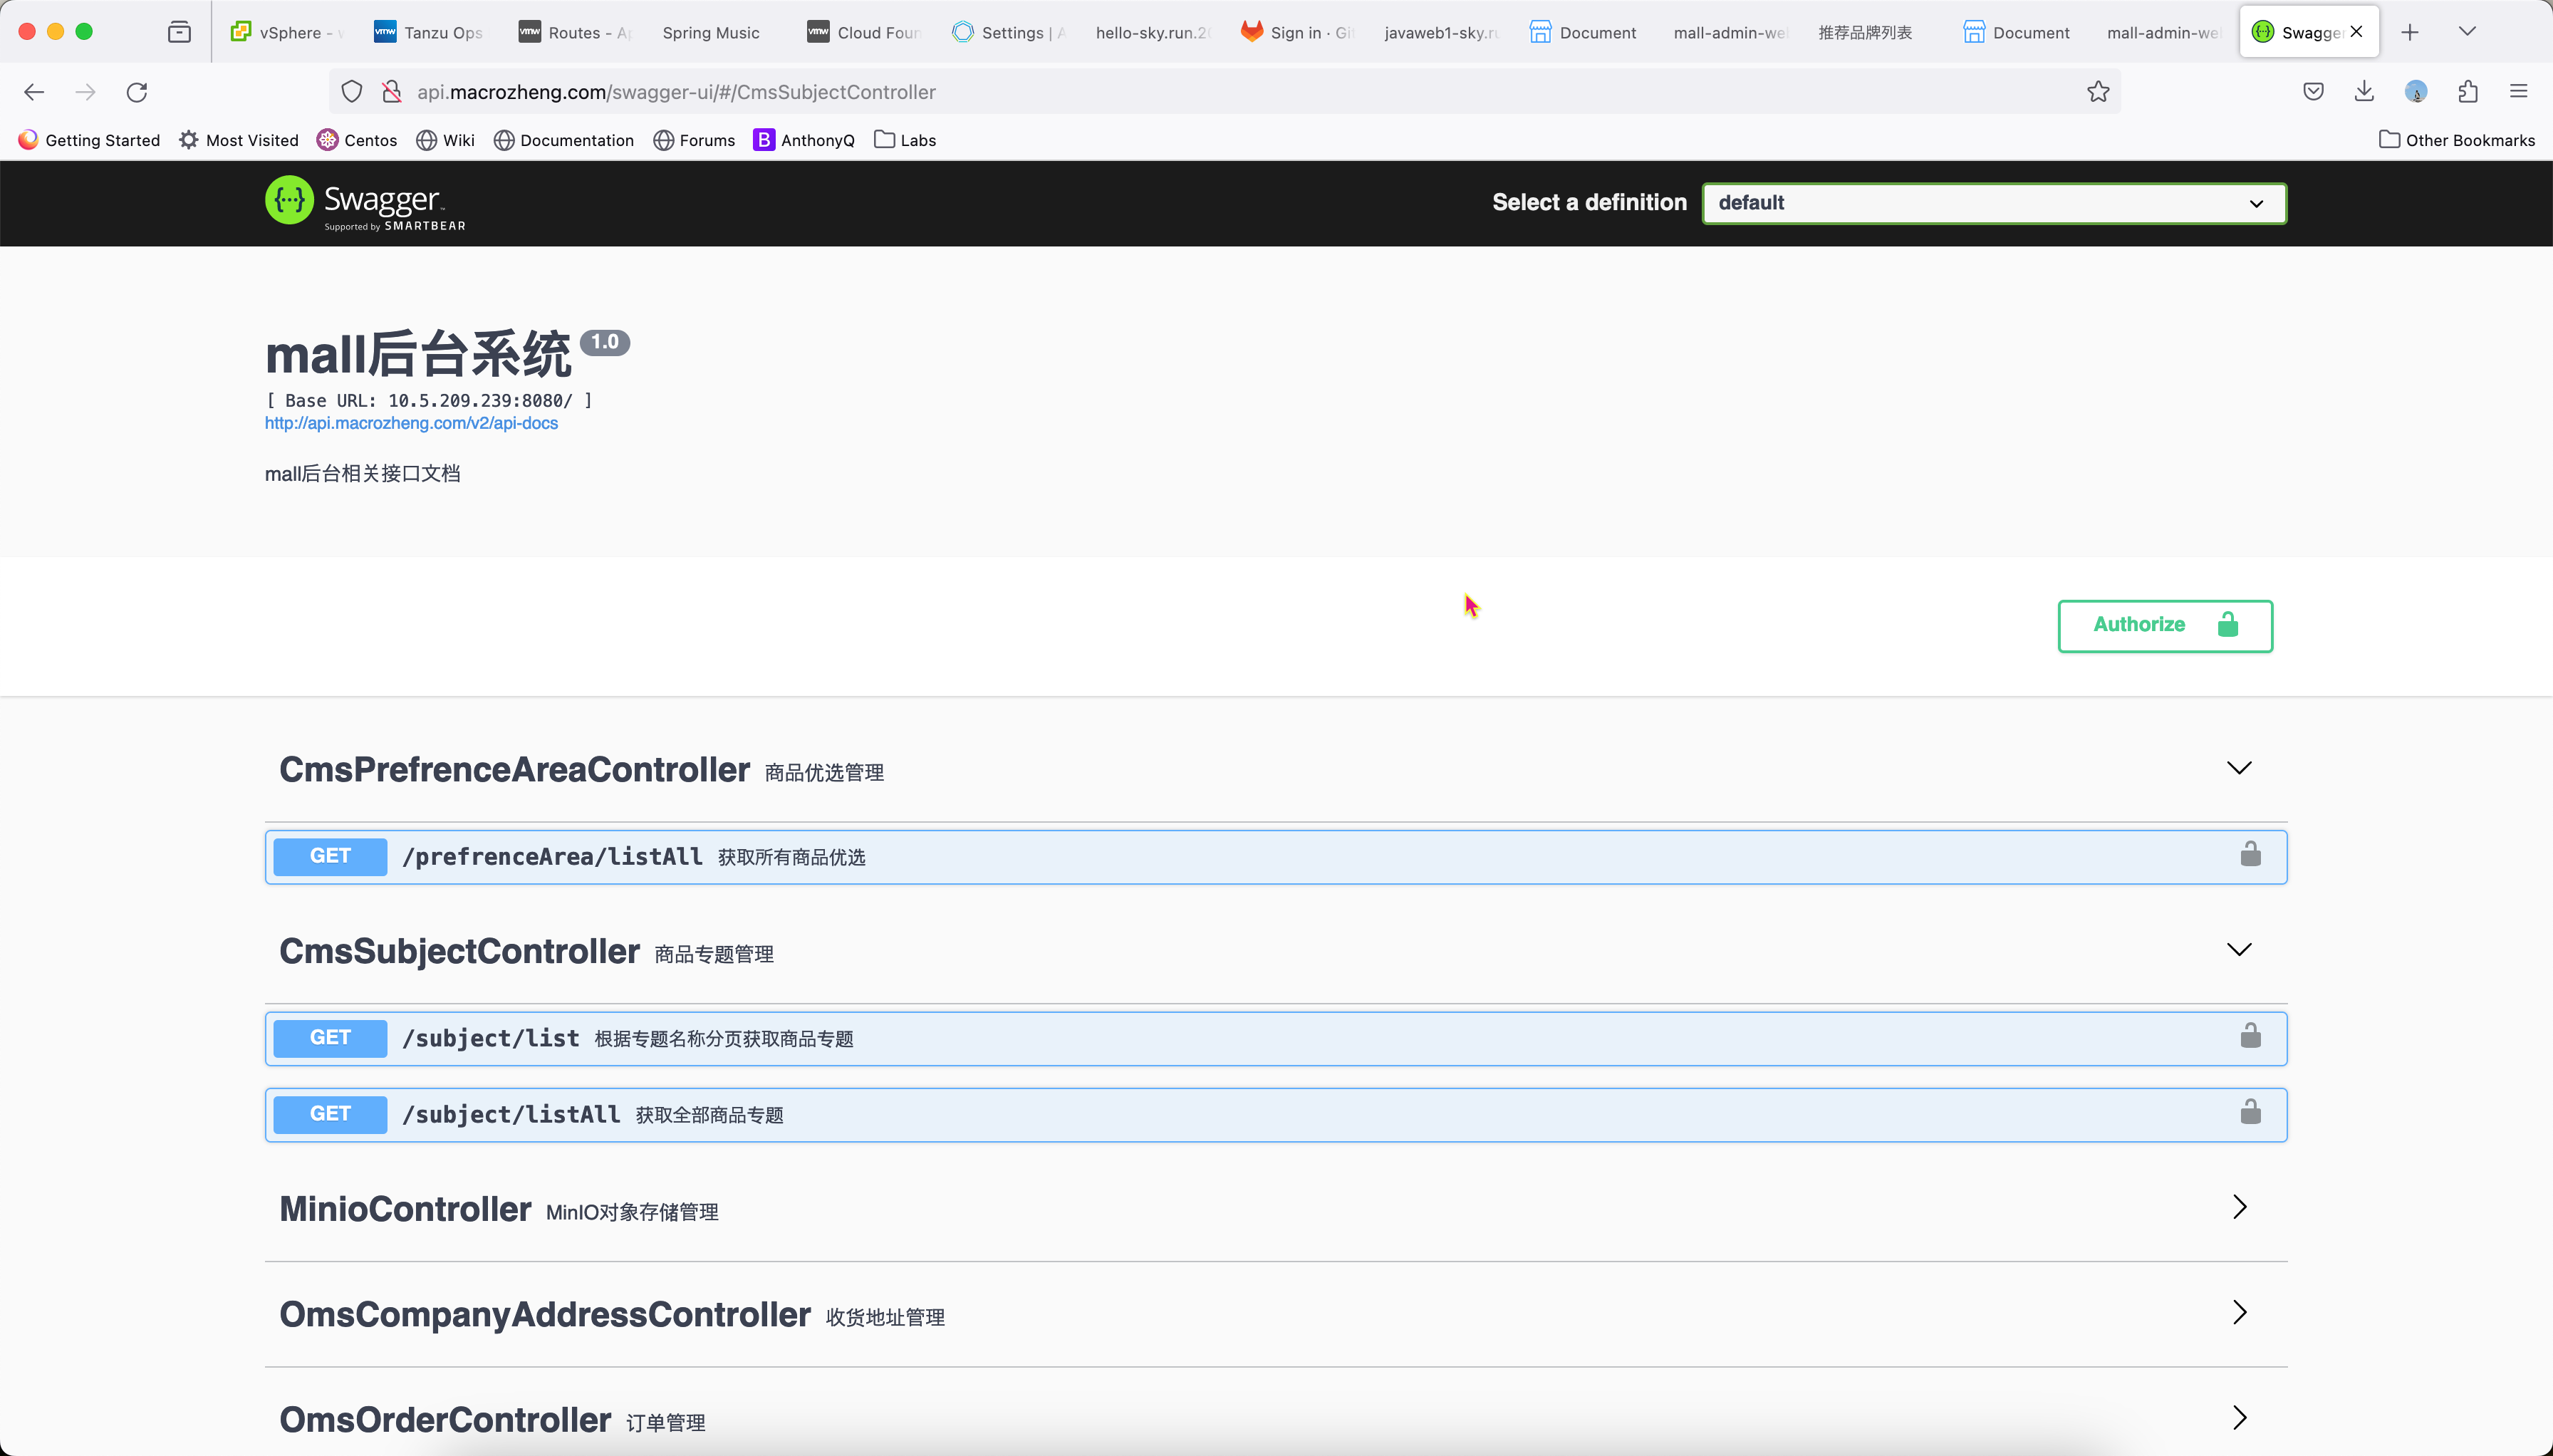 vSphere - Tanzu Ops Routes - Ap Spring Music Cloud Foun Settings | A hello-sky.run.20 Sign in · Git javaweb1-sky.ru Document mall-admin-we 推荐品牌列表 Document mall-admin-we Swagger
api.macrozheng.com/swagger-ui/#/CmsSubjectController
Getting Started Most Visited Centos Wiki Documentation Forums B AnthonyQ Labs Other Bookmarks
Swagger Select a definition default
Supported by SMARTBEAR
mall后台系统 1.0
[ Base URL: 10.5.209.239:8080/ ]
http://api.macrozheng.com/v2/api-docs
mall后台相关接口文档
Authorize
CmsPrefrenceAreaController 商品优选管理
GET /prefrenceArea/listAll 获取所有商品优选
CmsSubjectController 商品专题管理
GET /subject/list 根据专题名称分页获取商品专题
GET /subject/listAll 获取全部商品专题
MinioController MinIO对象存储管理
OmsCompanyAddressController 收货地址管理
OmsOrderController 订单管理